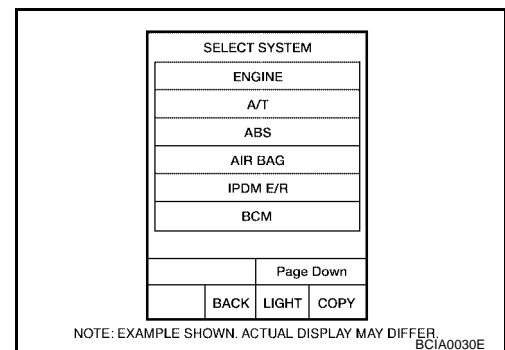 SELECT SYSTEM
ENGINE
A/T
ABS
AIR BAG
IPDM E/R
BCM
Page Down
BACK LIGHT COPY
NOTE: EXAMPLE SHOWN. ACTUAL DISPLAY MAY DIFFER.
BCIA0030E